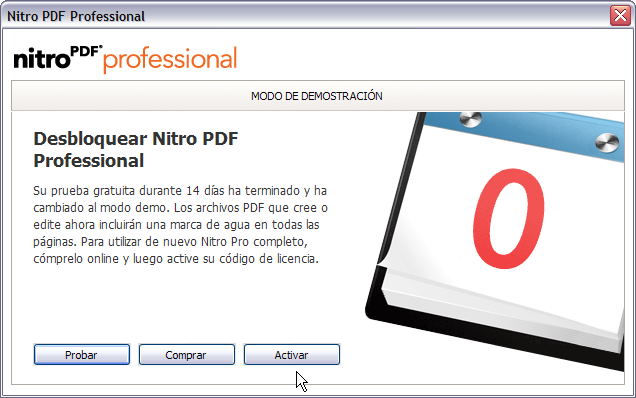 Nitro PDF Professional
nitroPDF® professional
MODO DE DEMOSTRACIÓN
Desbloquear Nitro PDF
Professional
Su prueba gratuita durante 14 días ha terminado y ha
cambiado al modo demo. Los archivos PDF que cree o
edite ahora incluirán una marca de agua en todas las
páginas. Para utilizar de nuevo Nitro Pro completo,
cómprelo online y luego active su código de licencia.
0
Probar
Comprar
Activar